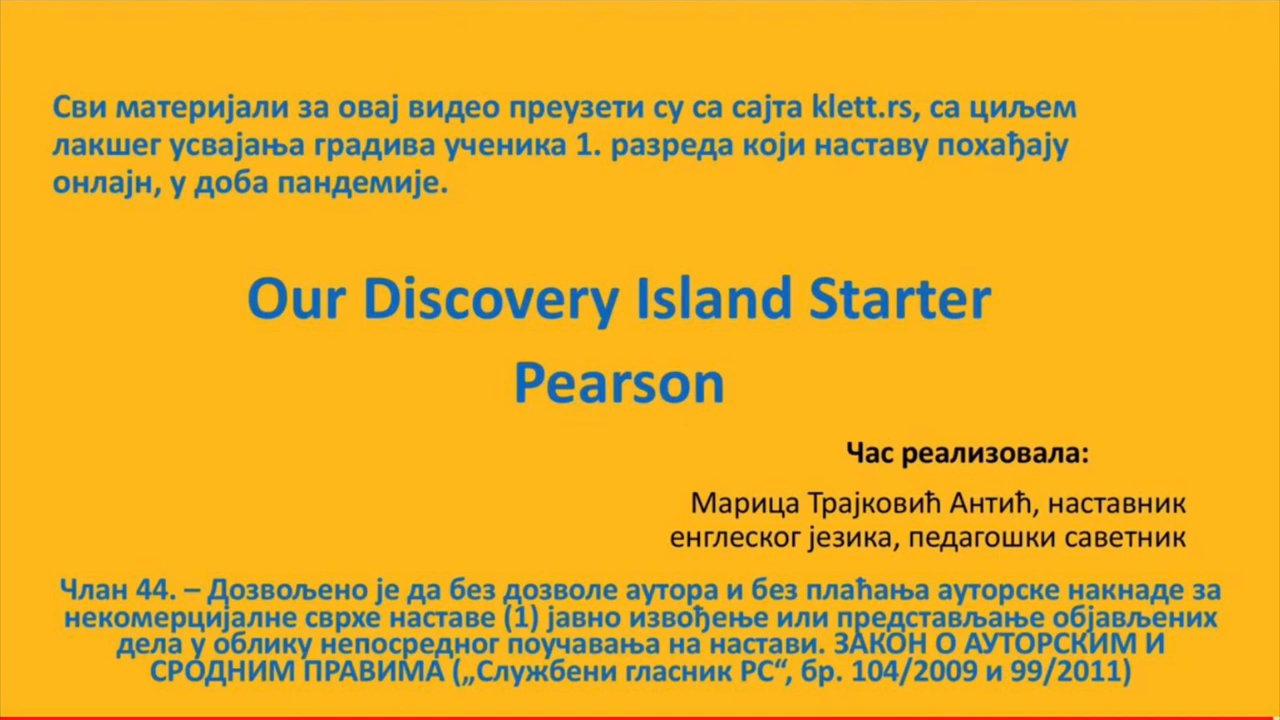 Сви материјали за овај видео преузети су са сајта klett.rs, са циљем
лакшег усвајања градива ученика 1. разреда који наставу похађају
онлајн, у доба пандемије.
Our Discovery Island Starter
Pearson
Час реализовала:
Марица Трајковић Антић, наставник
енглеског језика, педагошки саветник
Члан 44. – Дозвољено је да без дозволе аутора и без плаћања ауторске накнаде за
некомерцијалне сврхе наставе (1) јавно извођење или представљање објављених
дела у облику непосредног поучавања на настави. ЗАКОН О АУТОРСКИМ И
СРОДНИМ ПРАВИМА („Службени гласник РС“, бр. 104/2009 и 99/2011)